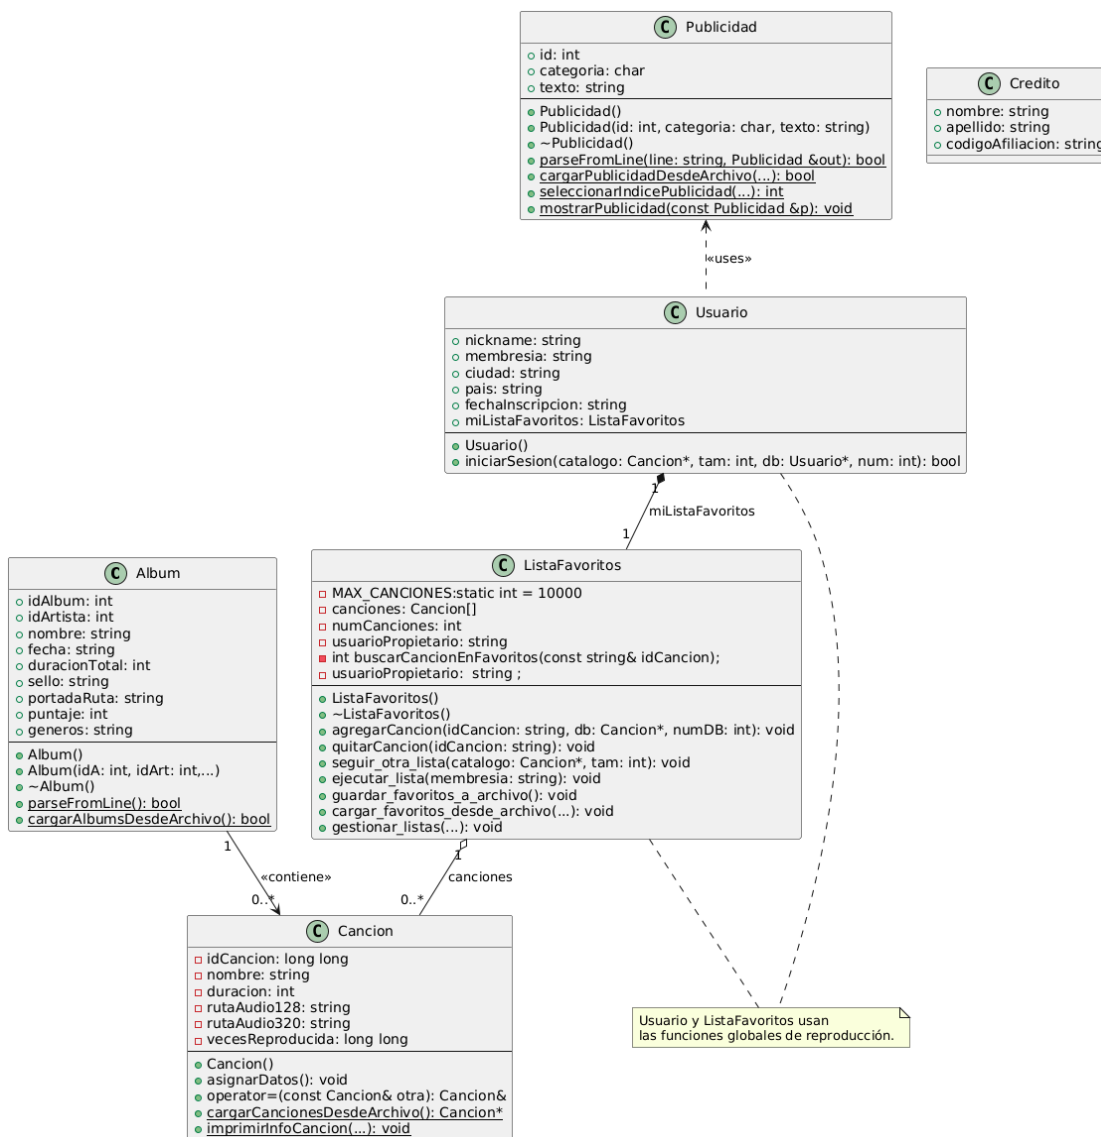 C Publicidad
id: int
categoria: char
texto: string
Publicidad()
Publicidad(id: int, categoria: char, texto: string)
~Publicidad()
parseFromLine(line: string, Publicidad &out): bool
cargarPublicidadDesdeArchivo(...): bool
seleccionarIndicePublicidad(...): int
mostrarPublicidad(const Publicidad &p): void
C Credito
nombre: string
apellido: string
codigoAfiliacion: string
«uses»
C Usuario
nickname: string
membresia: string
ciudad: string
pais: string
fechaInscripcion: string
miListaFavoritos: ListaFavoritos
Usuario()
iniciarSesion(catalogo: Cancion*, tam: int, db: Usuario*, num: int): bool
1
miListaFavoritos
1
C Album
idAlbum: int
idArtista: int
nombre: string
fecha: string
duracionTotal: int
sello: string
portadaRuta: string
puntaje: int
generos: string
Album()
Album(idA: int, idArt: int,...)
~Album()
parseFromLine(): bool
cargarAlbumsDesdeArchivo(): bool
C ListaFavoritos
MAX_CANCIONES:static int = 10000
canciones: Cancion[]
numCanciones: int
usuarioPropietario: string
int buscarCancionEnFavoritos(const string& idCancion);
usuarioPropietario:  string ;
ListaFavoritos()
~ListaFavoritos()
agregarCancion(idCancion: string, db: Cancion*, numDB: int): void
quitarCancion(idCancion: string): void
seguir_otra_lista(catalogo: Cancion*, tam: int): void
ejecutar_lista(membresia: string): void
guardar_favoritos_a_archivo(): void
cargar_favoritos_desde_archivo(...): void
gestionar_listas(...): void
1
«contiene»
0..*
1
canciones
0..*
C Cancion
idCancion: long long
nombre: string
duracion: int
rutaAudio128: string
rutaAudio320: string
vecesReproducida: long long
Cancion()
asignarDatos(): void
operator=(const Cancion& otra): Cancion&
cargarCancionesDesdeArchivo(): Cancion*
imprimirInfoCancion(...): void
Usuario y ListaFavoritos usan
las funciones globales de reproducción.